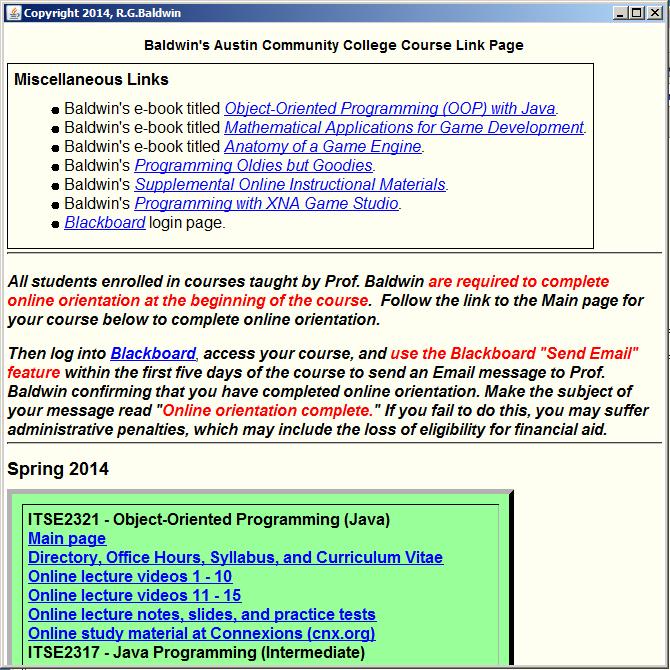 Copyright 2014, R.G.Baldwin
Baldwin's Austin Community College Course Link Page
Miscellaneous Links
Baldwin's e-book titled Object-Oriented Programming (OOP) with Java.
Baldwin's e-book titled Mathematical Applications for Game Development.
Baldwin's e-book titled Anatomy of a Game Engine.
Baldwin's Programming Oldies but Goodies.
Baldwin's Supplemental Online Instructional Materials.
Baldwin's Programming with XNA Game Studio.
Blackboard login page.
All students enrolled in courses taught by Prof. Baldwin are required to complete
online orientation at the beginning of the course. Follow the link to the Main page for
your course below to complete online orientation.
Then log into Blackboard, access your course, and use the Blackboard "Send Email"
feature within the first five days of the course to send an Email message to Prof.
Baldwin confirming that you have completed online orientation. Make the subject of
your message read "Online orientation complete." If you fail to do this, you may suffer
administrative penalties, which may include the loss of eligibility for financial aid.
Spring 2014
ITSE2321 - Object-Oriented Programming (Java)
Main page
Directory, Office Hours, Syllabus, and Curriculum Vitae
Online lecture videos 1 - 10
Online lecture videos 11 - 15
Online lecture notes, slides, and practice tests
Online study material at Connexions (cnx.org)
ITSE2317 - Java Programming (Intermediate)